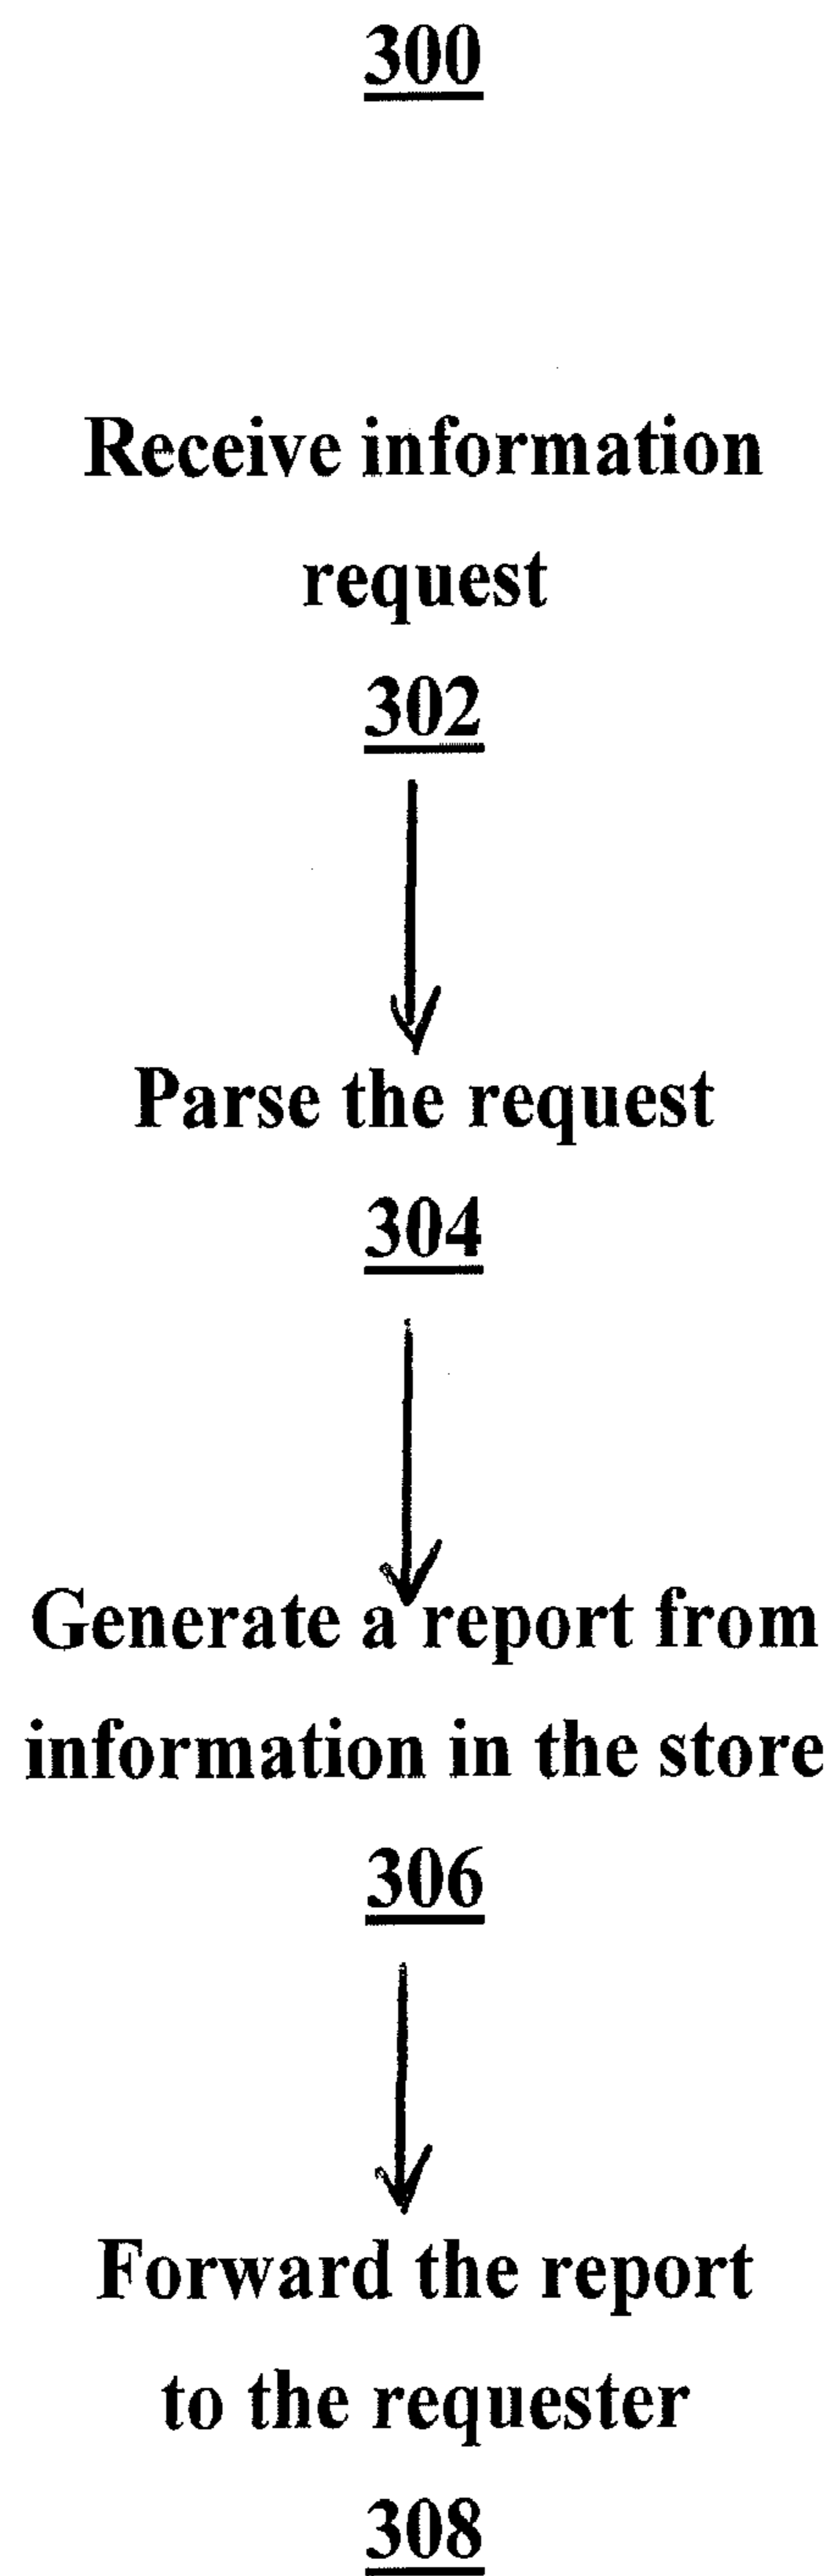 300
Receive information
request
302
Parse the request
304
Generate a report from
information in the store
306
Forward the report
to the requester
308